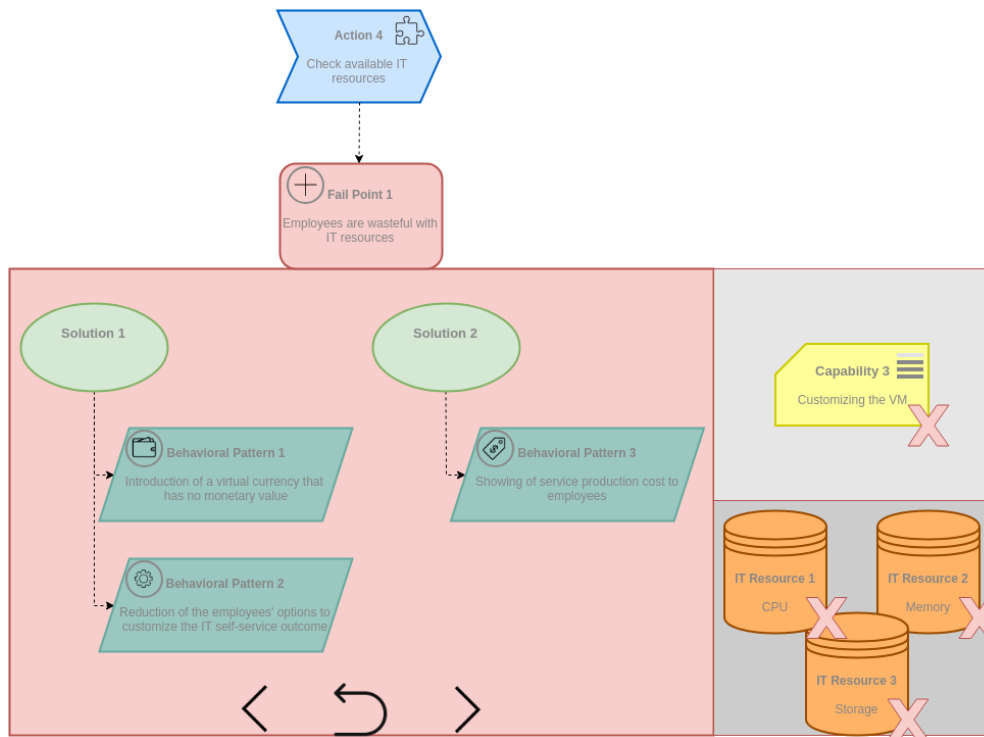 Action 4
Check available IT
resources
Fail Point 1
Employees are wasteful with
IT resources
Solution 1
Solution 2
Behavioral Pattern 1
Introduction of a virtual currency that
has no monetary value
Behavioral Pattern 2
Reduction of the employees' options to
customize the IT self-service outcome
Behavioral Pattern 3
Showing of service production cost to
employees
Capability 3
Customizing the VM
IT Resource 1
CPU
IT Resource 2
Memory
IT Resource 3
Storage